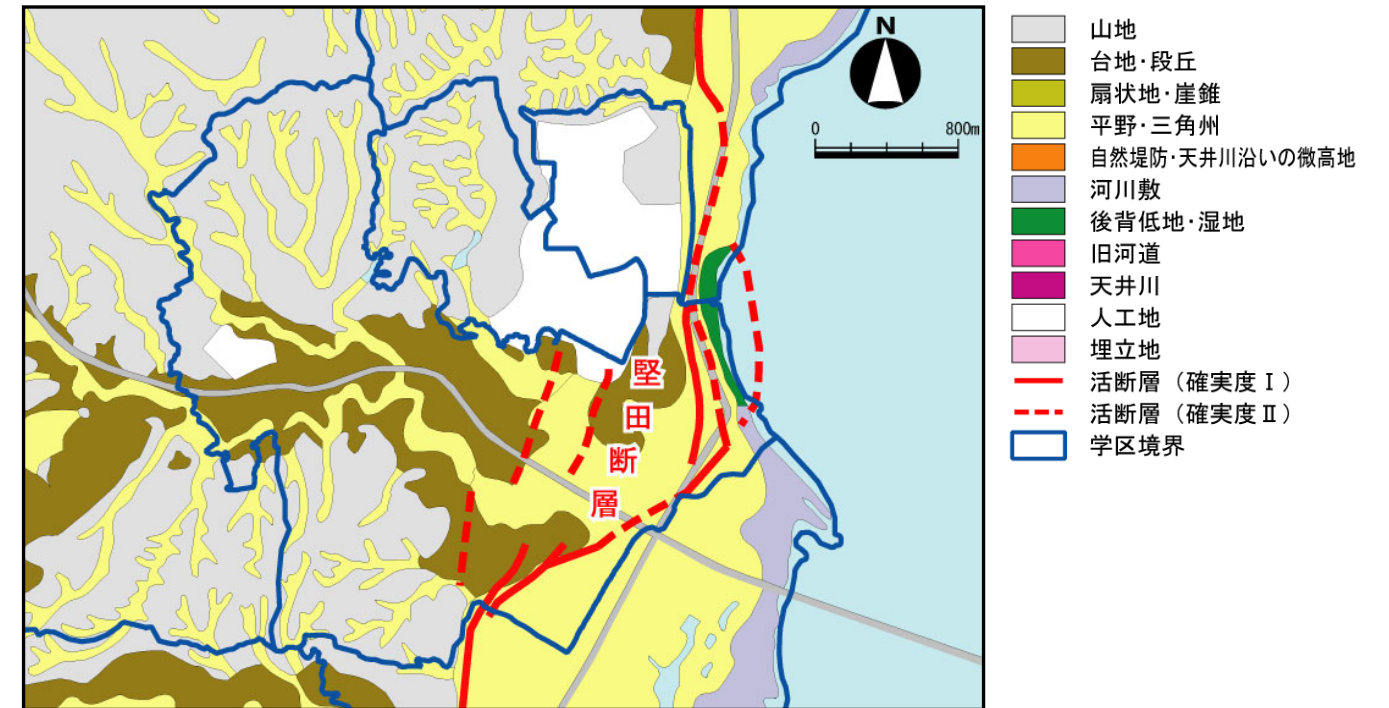 N
0 800m
堅
田
断
層
山地
台地・段丘
扇状地・崖錐
平野・三角州
自然堤防・天井川沿いの微高地
河川敷
後背低地・湿地
旧河道
天井川
人工地
埋立地
活断層（確実度Ⅰ）
活断層（確実度Ⅱ）
学区境界